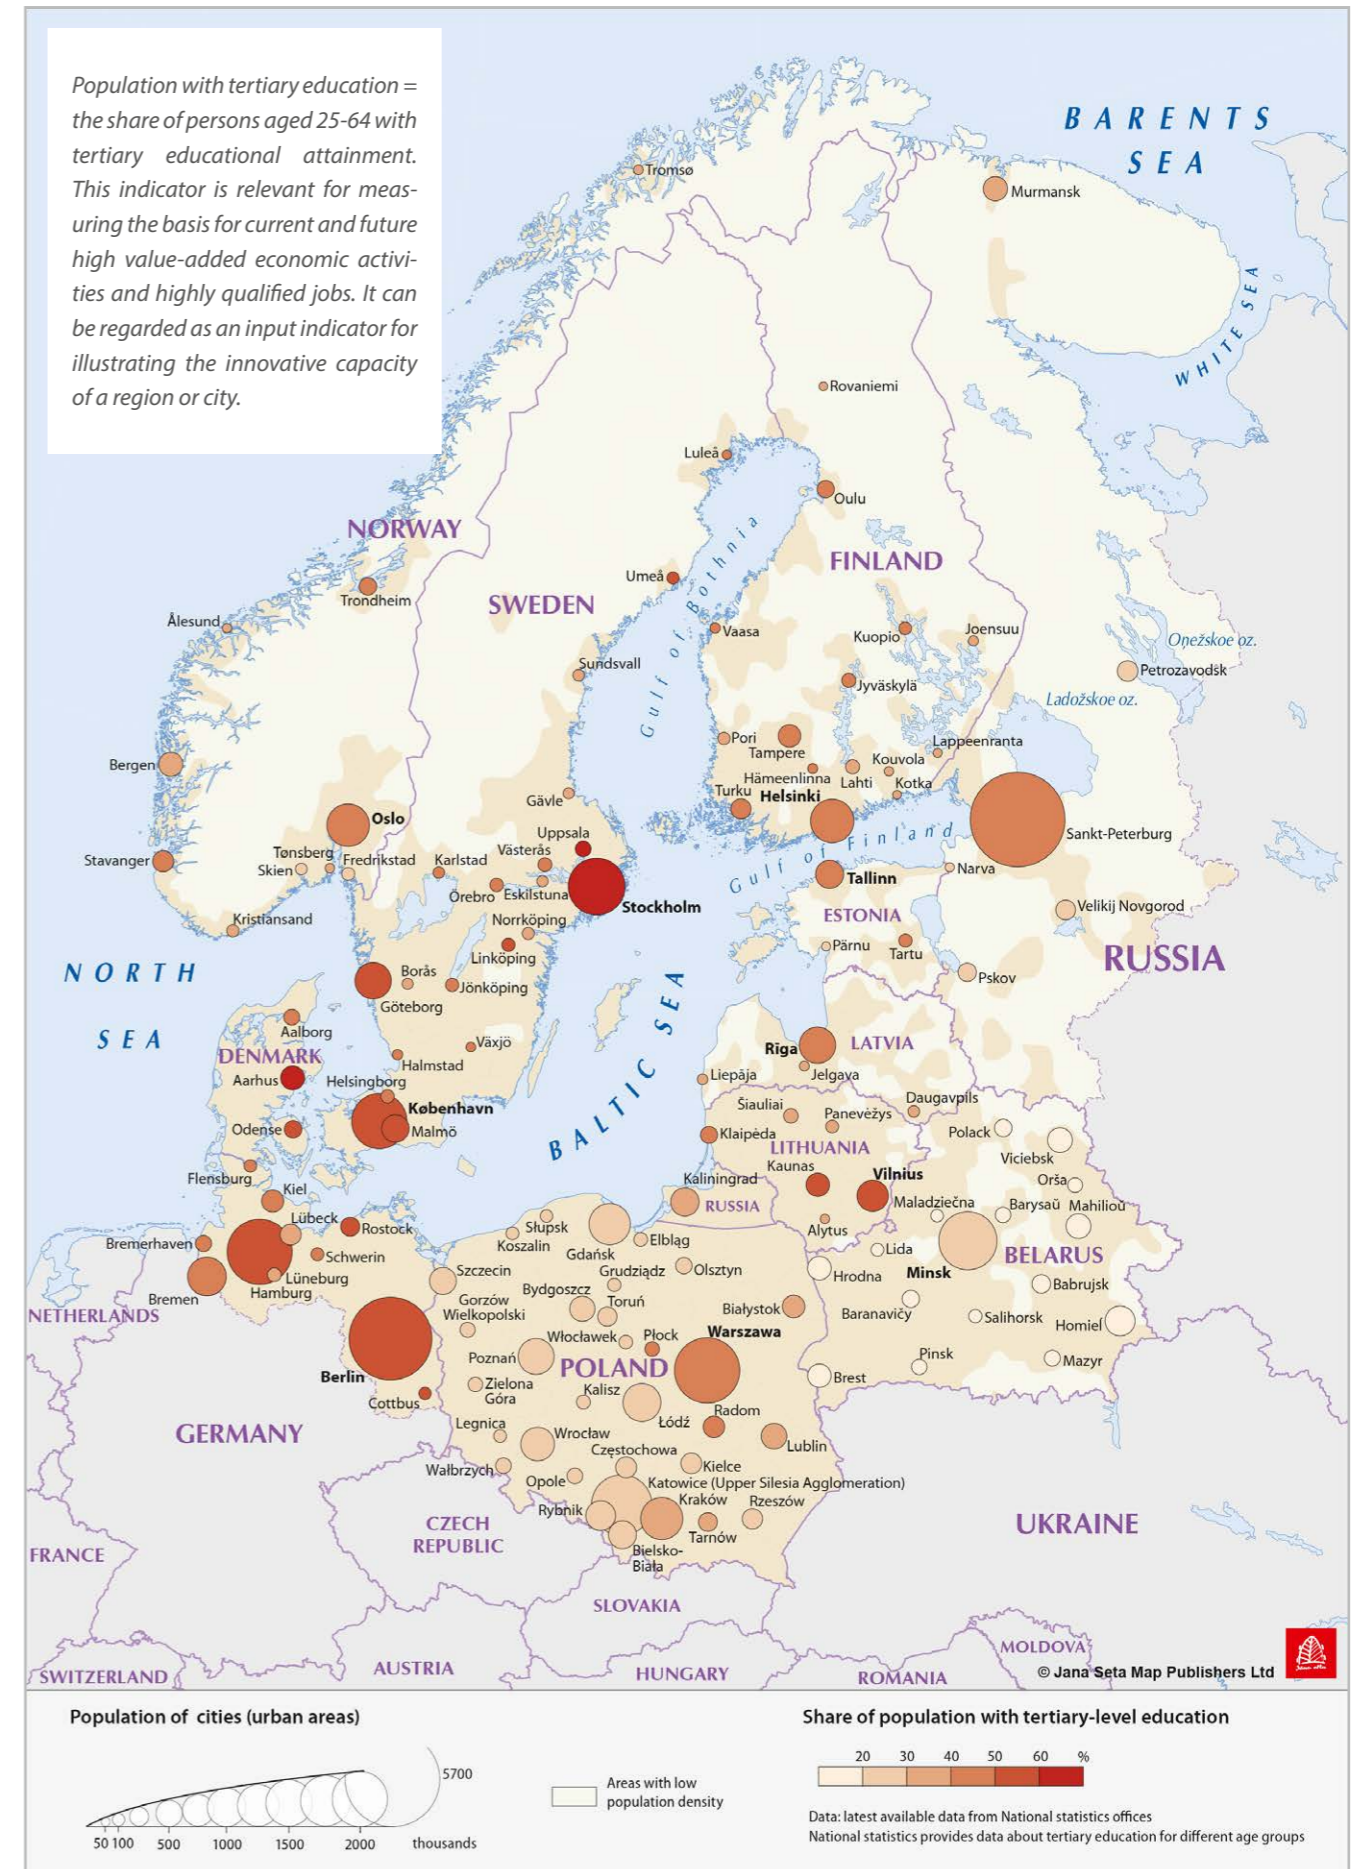 Population with tertiary education =
the share of persons aged 25-64 with
tertiary educational attainment.
This indicator is relevant for meas-
uring the basis for current and future
high value-added economic activi-
ties and highly qualified jobs. It can
be regarded as an input indicator for
illustrating the innovative capacity
of a region or city.
BARENTS
SEA
Tromsø
Murmansk
WHITE SEA
Rovaniemi
Luleå
Oulu
NORWAY
FINLAND
Gulf of Bothnia
Umeå
Trondheim
SWEDEN
Ålesund
Vaasa
Kuopio
Joensuu
Oņežskoe oz.
Sundsvall
Petrozavodsk
Jyväskylä
Ladožskoe oz.
Pori
Tampere
Lappeenranta
Kouvola
Bergen
Hämeenlinna
Lahti
Kotka
Turku
Helsinki
Gävle
Oslo
Uppsala
Sankt-Peterburg
Gulf of Finland
Västerås
Tønsberg
Fredrikstad
Karlstad
Stavanger
Skien
Narva
Tallinn
Örebro
Eskilstuna
Stockholm
Velikij Novgorod
ESTONIA
Kristiansand
Norrköping
Pärnu
Tartu
Linköping
RUSSIA
NORTH
SEA
Borås
Jönköping
Pskov
Göteborg
BALTIC SEA
Aalborg
Växjö
Rīga
LATVIA
DENMARK
Halmstad
Aarhus
Helsingborg
Liepāja
Jelgava
København
Šiauliai
Panevėžys
Daugavpils
Odense
Malmö
Klaipėda
LITHUANIA
Polack
Viciebsk
Kaunas
Vilnius
Flensburg
Kaliningrad
Orša
Kiel
RUSSIA
Maladziečna
Barysaŭ
Mahilioŭ
Lübeck
Rostock
Słupsk
Alytus
Bremerhaven
Koszalin
Gdańsk
Elbląg
Lida
BELARUS
Schwerin
Lüneburg
Hamburg
Szczecin
Grudziądz
Olsztyn
Hrodna
Minsk
Bremen
Bydgoszcz
Toruń
Babrujsk
NETHERLANDS
Gorzów
Wielkopolski
Białystok
Baranavičy
Salihorsk
Homieĺ
Włocławek
Płock
Warszawa
Poznań
POLAND
Pinsk
Mazyr
Berlin
Brest
Zielona
Góra
Kalisz
Cottbus
Łódź
Radom
GERMANY
Legnica
Wrocław
Lublin
Częstochowa
Wałbrzych
Kielce
Opole
Katowice (Upper Silesia Agglomeration)
Rybnik
Kraków
Rzeszów
CZECH
REPUBLIC
Tarnów
UKRAINE
Bielsko-
Biała
FRANCE
SLOVAKIA
MOLDOVA
SWITZERLAND
AUSTRIA
HUNGARY
ROMANIA
© Jana Seta Map Publishers Ltd
Population of cities (urban areas)
5700
50 100 500 1000 1500 2000 thousands
Areas with low
population density
Share of population with tertiary-level education
20 30 40 50 60 %
Data: latest available data from National statistics offices
National statistics provides data about tertiary education for different age groups